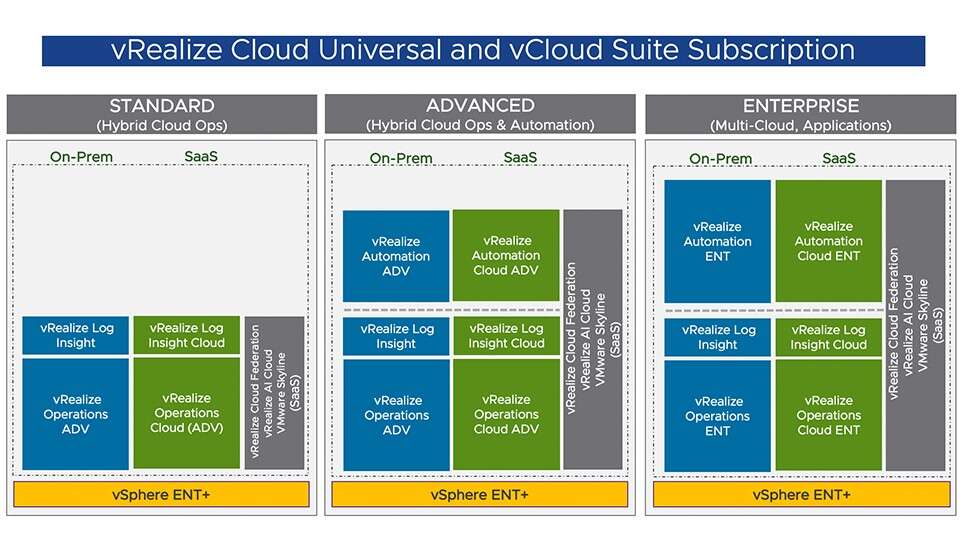 vRealize Cloud Universal and vCloud Suite Subscription
STANDARD
(Hybrid Cloud Ops)
On-Prem
SaaS
vRealize Log
Insight
vRealize Log
Insight Cloud
vRealize
Operations
ADV
vRealize
Operations
Cloud (ADV)
vRealize Cloud Federation
vRealize AI Cloud
VMware Skyline
(SaaS)
vSphere ENT+
ADVANCED
(Hybrid Cloud Ops & Automation)
On-Prem
SaaS
vRealize
Automation
ADV
vRealize
Automation
Cloud ADV
vRealize Log
Insight
vRealize Log
Insight Cloud
vRealize
Operations
ADV
vRealize
Operations
Cloud ADV
vRealize Cloud Federation
vRealize AI Cloud
VMware Skyline
(SaaS)
vSphere ENT+
ENTERPRISE
(Multi-Cloud, Applications)
On-Prem
SaaS
vRealize
Automation
ENT
vRealize
Automation
Cloud ENT
vRealize Log
Insight
vRealize Log
Insight Cloud
vRealize
Operations
ENT
vRealize
Operations
Cloud ENT
vRealize Cloud Federation
vRealize AI Cloud
VMware Skyline
(SaaS)
vSphere ENT+